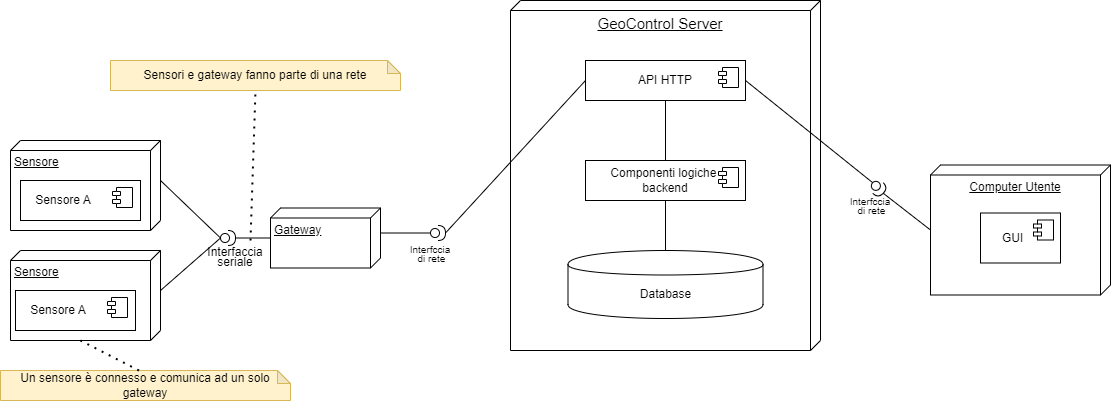 GeoControl Server
Sensori e gateway fanno parte di una rete
API HTTP
Sensore
Sensore A
Componenti logiche
backend
Computer Utente
Interfccia
di rete
Gateway
GUI
Interfaccia
seriale
Interfccia
di rete
Sensore
Sensore A
Database
Un sensore è connesso e comunica ad un solo
gateway